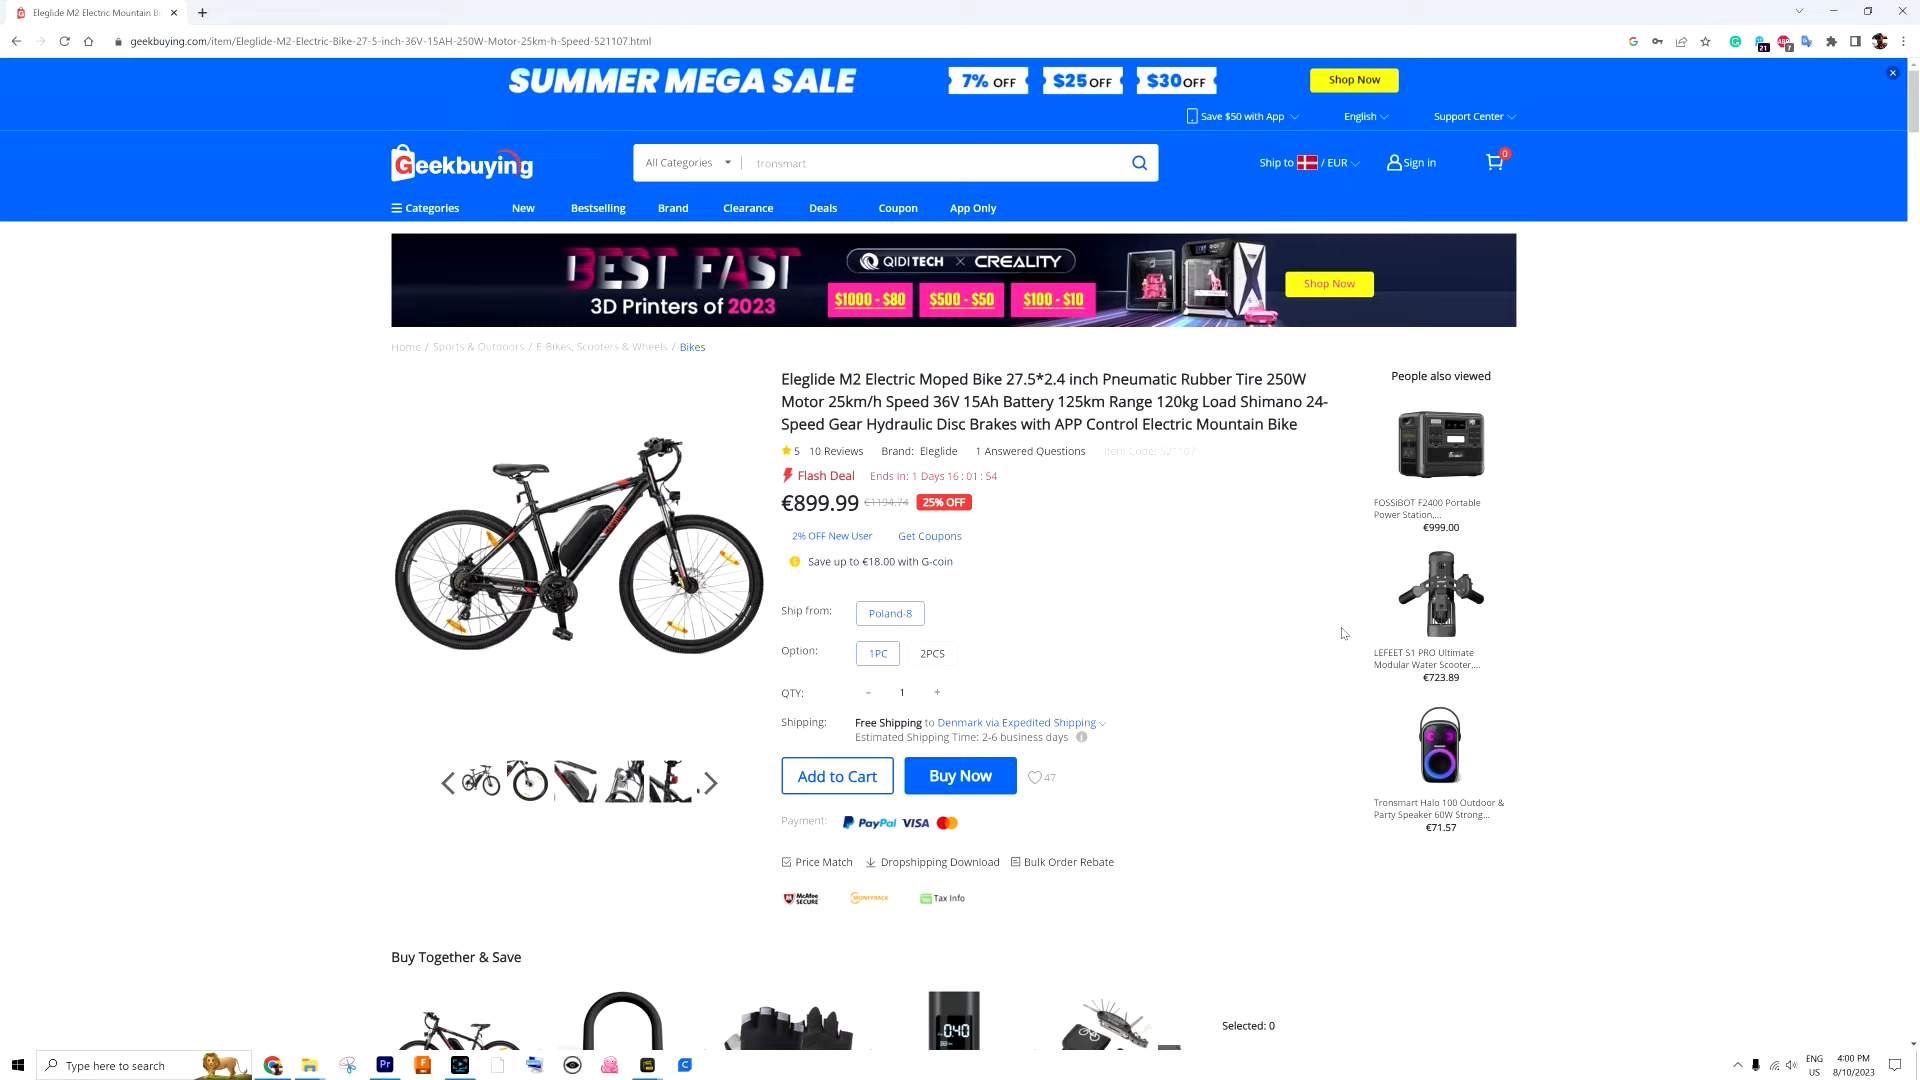 Eleglide M2 Electric Mountain Bi
geekbuying.com/item/Eleglide-M2-Electric-Bike-27-5-inch-36V-15AH-250W-Motor-25km-h-Speed-521107.html
SUMMER MEGA SALE 7% OFF $25 OFF $30 OFF Shop Now
Save $50 with App English Support Center
Geekbuying All Categories tronsmart Ship to / EUR Sign in 0
Categories New Bestselling Brand Clearance Deals Coupon App Only
BEST FAST QIDI TECH X CREALITY
3D Printers of 2023 $1000 - $80 $500 - $50 $100 - $10 Shop Now
Home / Sports & Outdoors / E-Bikes, Scooters & Wheels / Bikes
Eleglide M2 Electric Moped Bike 27.5*2.4 inch Pneumatic Rubber Tire 250W
Motor 25km/h Speed 36V 15Ah Battery 125km Range 120kg Load Shimano 24-
Speed Gear Hydraulic Disc Brakes with APP Control Electric Mountain Bike
5 10 Reviews Brand: Eleglide 1 Answered Questions Item Code: 521107
Flash Deal Ends In: 1 Days 16 : 01 : 54
€899.99 €1194.74 25% OFF
2% OFF New User Get Coupons
Save up to €18.00 with G-coin
Ship from: Poland-8
Option: 1PC 2PCS
QTY: – 1 +
Shipping: Free Shipping to Denmark via Expedited Shipping
Estimated Shipping Time: 2-6 business days
Add to Cart Buy Now 47
Payment: PayPal VISA
Price Match Dropshipping Download Bulk Order Rebate
McAfee SECURE MONEYBACK Tax Info
People also viewed
FOSSiBOT F2400 Portable
Power Station,...
€999.00
LEFEET S1 PRO Ultimate
Modular Water Scooter,...
€723.89
Tronsmart Halo 100 Outdoor &
Party Speaker 60W Strong...
€71.57
Buy Together & Save
040
Selected: 0
Type here to search
Pr
ENG
US
4:00 PM
8/10/2023